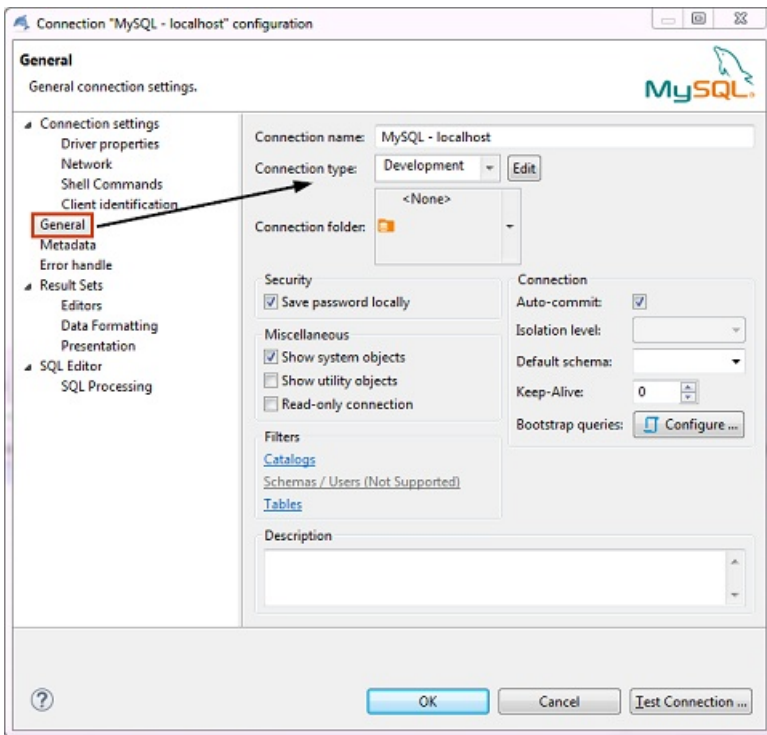 Connection "MySQL - localhost" configuration
General
General connection settings.
MySQL.
Connection settings
Driver properties
Network
Shell Commands
Client identification
General
Metadata
Error handle
Result Sets
Editors
Data Formatting
Presentation
SQL Editor
SQL Processing
Connection name: MySQL - localhost
Connection type: Development Edit
<None>
Connection folder:
Security
Save password locally
Miscellaneous
Show system objects
Show utility objects
Read-only connection
Filters
Catalogs
Schemas / Users (Not Supported)
Tables
Connection
Auto-commit:
Isolation level:
Default schema:
Keep-Alive: 0
Bootstrap queries: Configure ...
Description
?
OK Cancel Test Connection ...